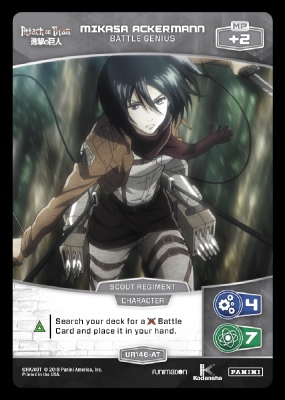 Attack on Titan
進撃の巨人
MIKASA ACKERMANN
BATTLE GENIUS
MP
+2
SCOUT REGIMENT
CHARACTER
4
Search your deck for a Battle
Card and place it in your hand.
7
UR146-AT
©HK/AOT © 2018 Panini America, Inc.
Printed in the USA.
FUNIMATION
K
Kodansha
PANINI